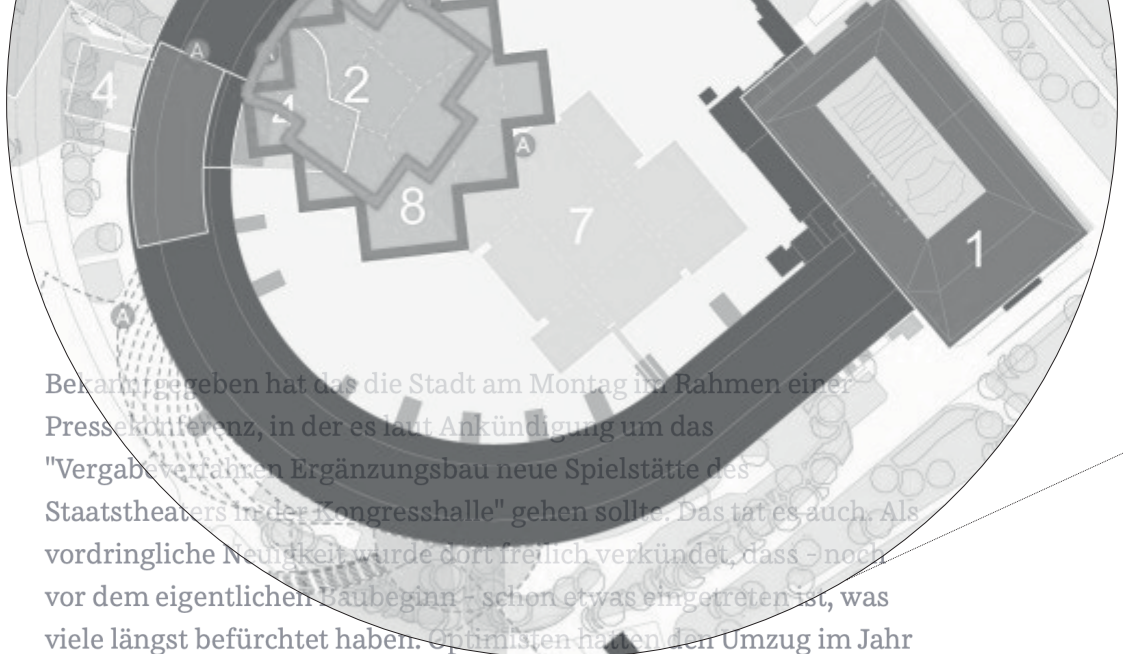 A
4
2
1
A
8
7
1
A
Bekanntgegeben hat das die Stadt am Montag im Rahmen einer
Pressekonferenz, in der es laut Ankündigung um das
"Vergabeverfahren Ergänzungsbau neue Spielstätte des
Staatstheaters in der Kongresshalle" gehen sollte. Das tat es auch. Als
vordringliche Neuigkeit wurde dort freilich verkündet, dass - noch
vor dem eigentlichen Baubeginn - schon etwas eingetreten ist, was
viele längst befürchtet haben. Optimisten hatten den Umzug im Jahr